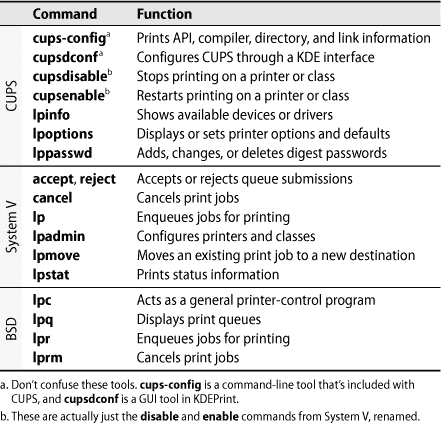 Command Function
CUPS
cups-config^a Prints API, compiler, directory, and link information
cupsdconf^a Configures CUPS through a KDE interface
cupsdisable^b Stops printing on a printer or class
cupsenable^b Restarts printing on a printer or class
lpinfo Shows available devices or drivers
lpoptions Displays or sets printer options and defaults
lppasswd Adds, changes, or deletes digest passwords
System V
accept, reject Accepts or rejects queue submissions
cancel Cancels print jobs
lp Enqueues jobs for printing
lpadmin Configures printers and classes
lpmove Moves an existing print job to a new destination
lpstat Prints status information
BSD
lpc Acts as a general printer-control program
lpq Displays print queues
lpr Enqueues jobs for printing
lprm Cancels print jobs
a. Don’t confuse these tools. cups-config is a command-line tool that’s included with
CUPS, and cupsdconf is a GUI tool in KDEPrint.
b. These are actually just the disable and enable commands from System V, renamed.